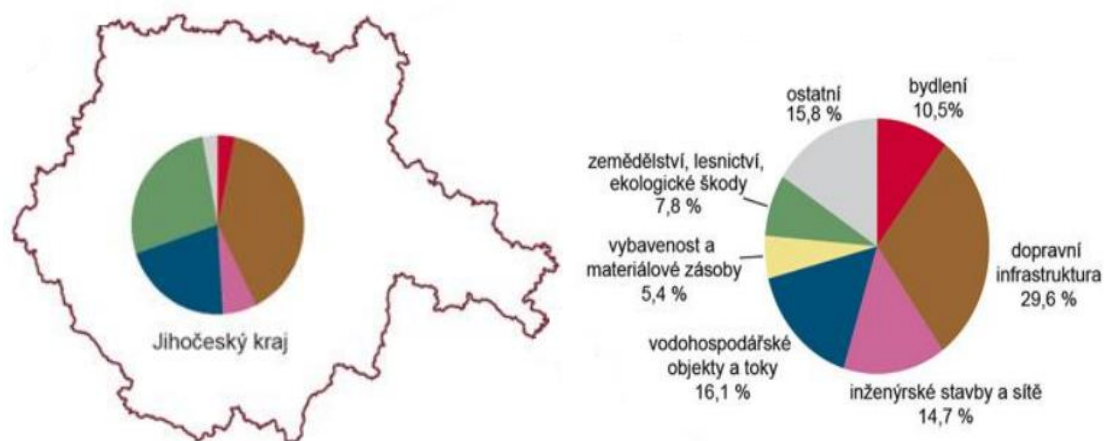 Jihočeský kraj
ostatní
15,8 %
bydlení
10,5%
zemědělství, lesnictví,
ekologické škody
7,8 %
vybavenost a
materiálové zásoby
5,4 %
dopravní
infrastruktura
29,6 %
vodohospodářské
objekty a toky
16,1 %
inženýrské stavby a sítě
14,7 %